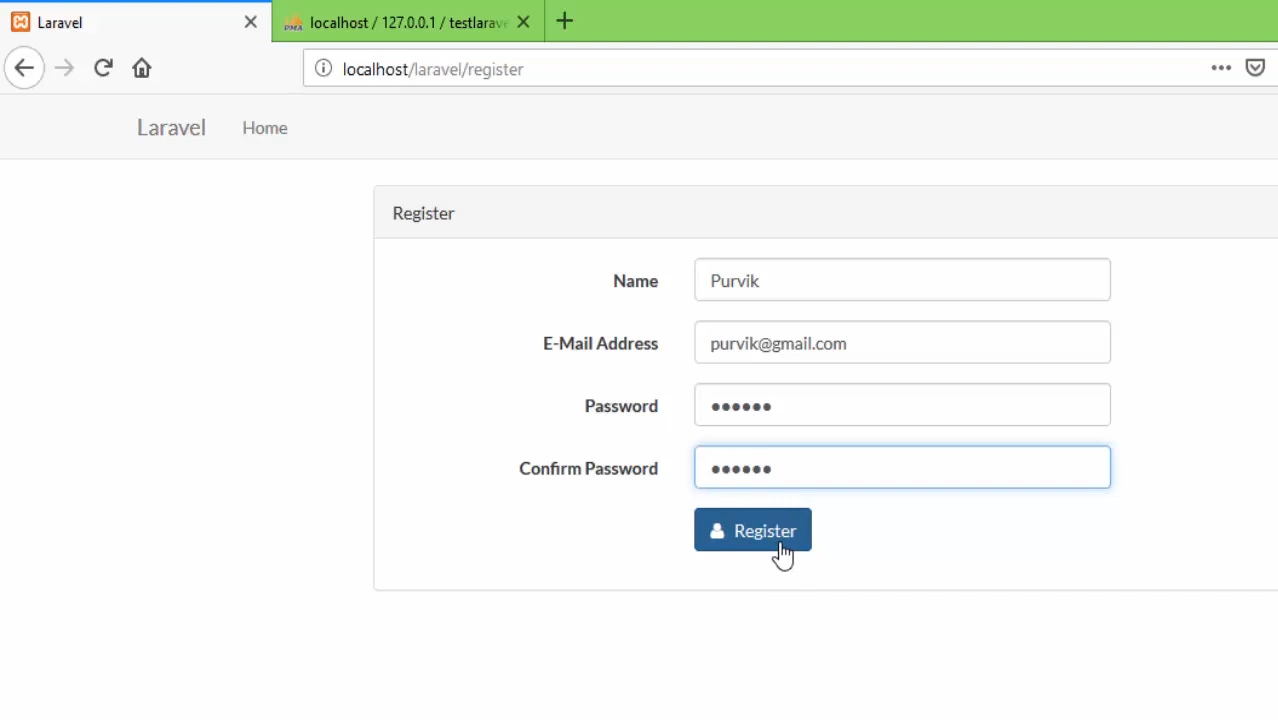 Laravel
localhost / 127.0.0.1 / testlarave
localhost/laravel/register
Laravel Home
Register
Name Purvik
E-Mail Address purvik@gmail.com
Password ••••••
Confirm Password ••••••
Register